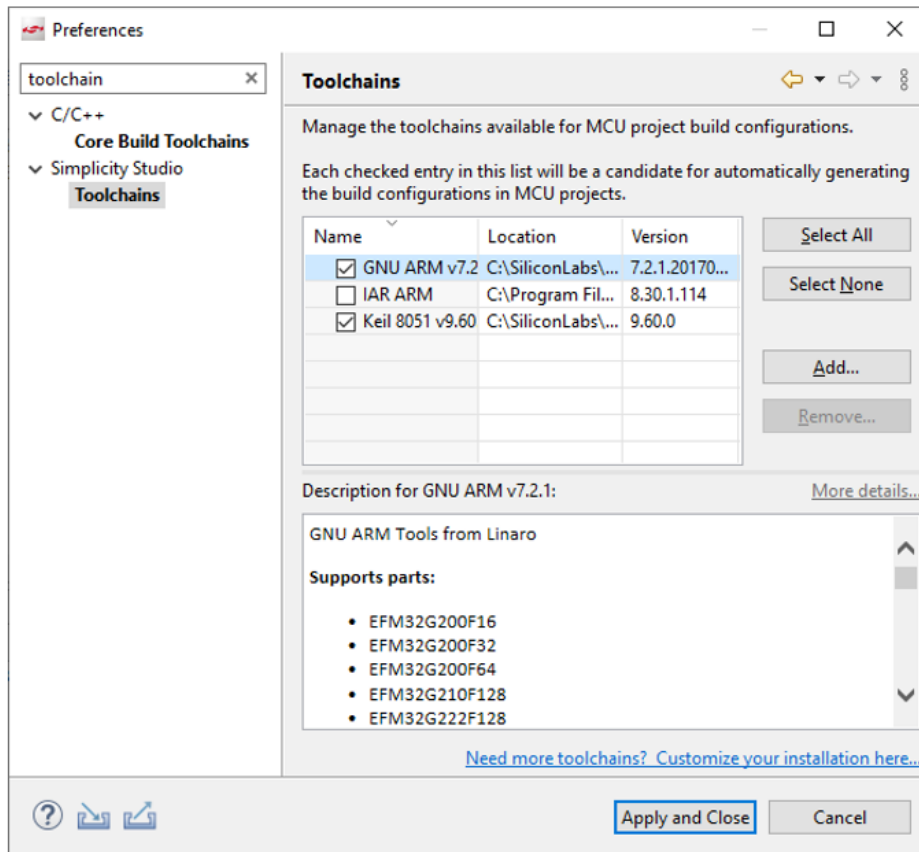 Preferences
toolchain
C/C++
Core Build Toolchains
Simplicity Studio
Toolchains
Toolchains
Manage the toolchains available for MCU project build configurations.
Each checked entry in this list will be a candidate for automatically generating
the build configurations in MCU projects.
Name Location Version
GNU ARM v7.2 C:\SiliconLabs\... 7.2.1.20170...
IAR ARM C:\Program Fil... 8.30.1.114
Keil 8051 v9.60 C:\SiliconLabs\... 9.60.0
Select All
Select None
Add...
Remove...
Description for GNU ARM v7.2.1:
More details...
GNU ARM Tools from Linaro
Supports parts:
• EFM32G200F16
• EFM32G200F32
• EFM32G200F64
• EFM32G210F128
• EFM32G222F128
Need more toolchains? Customize your installation here...
Apply and Close
Cancel